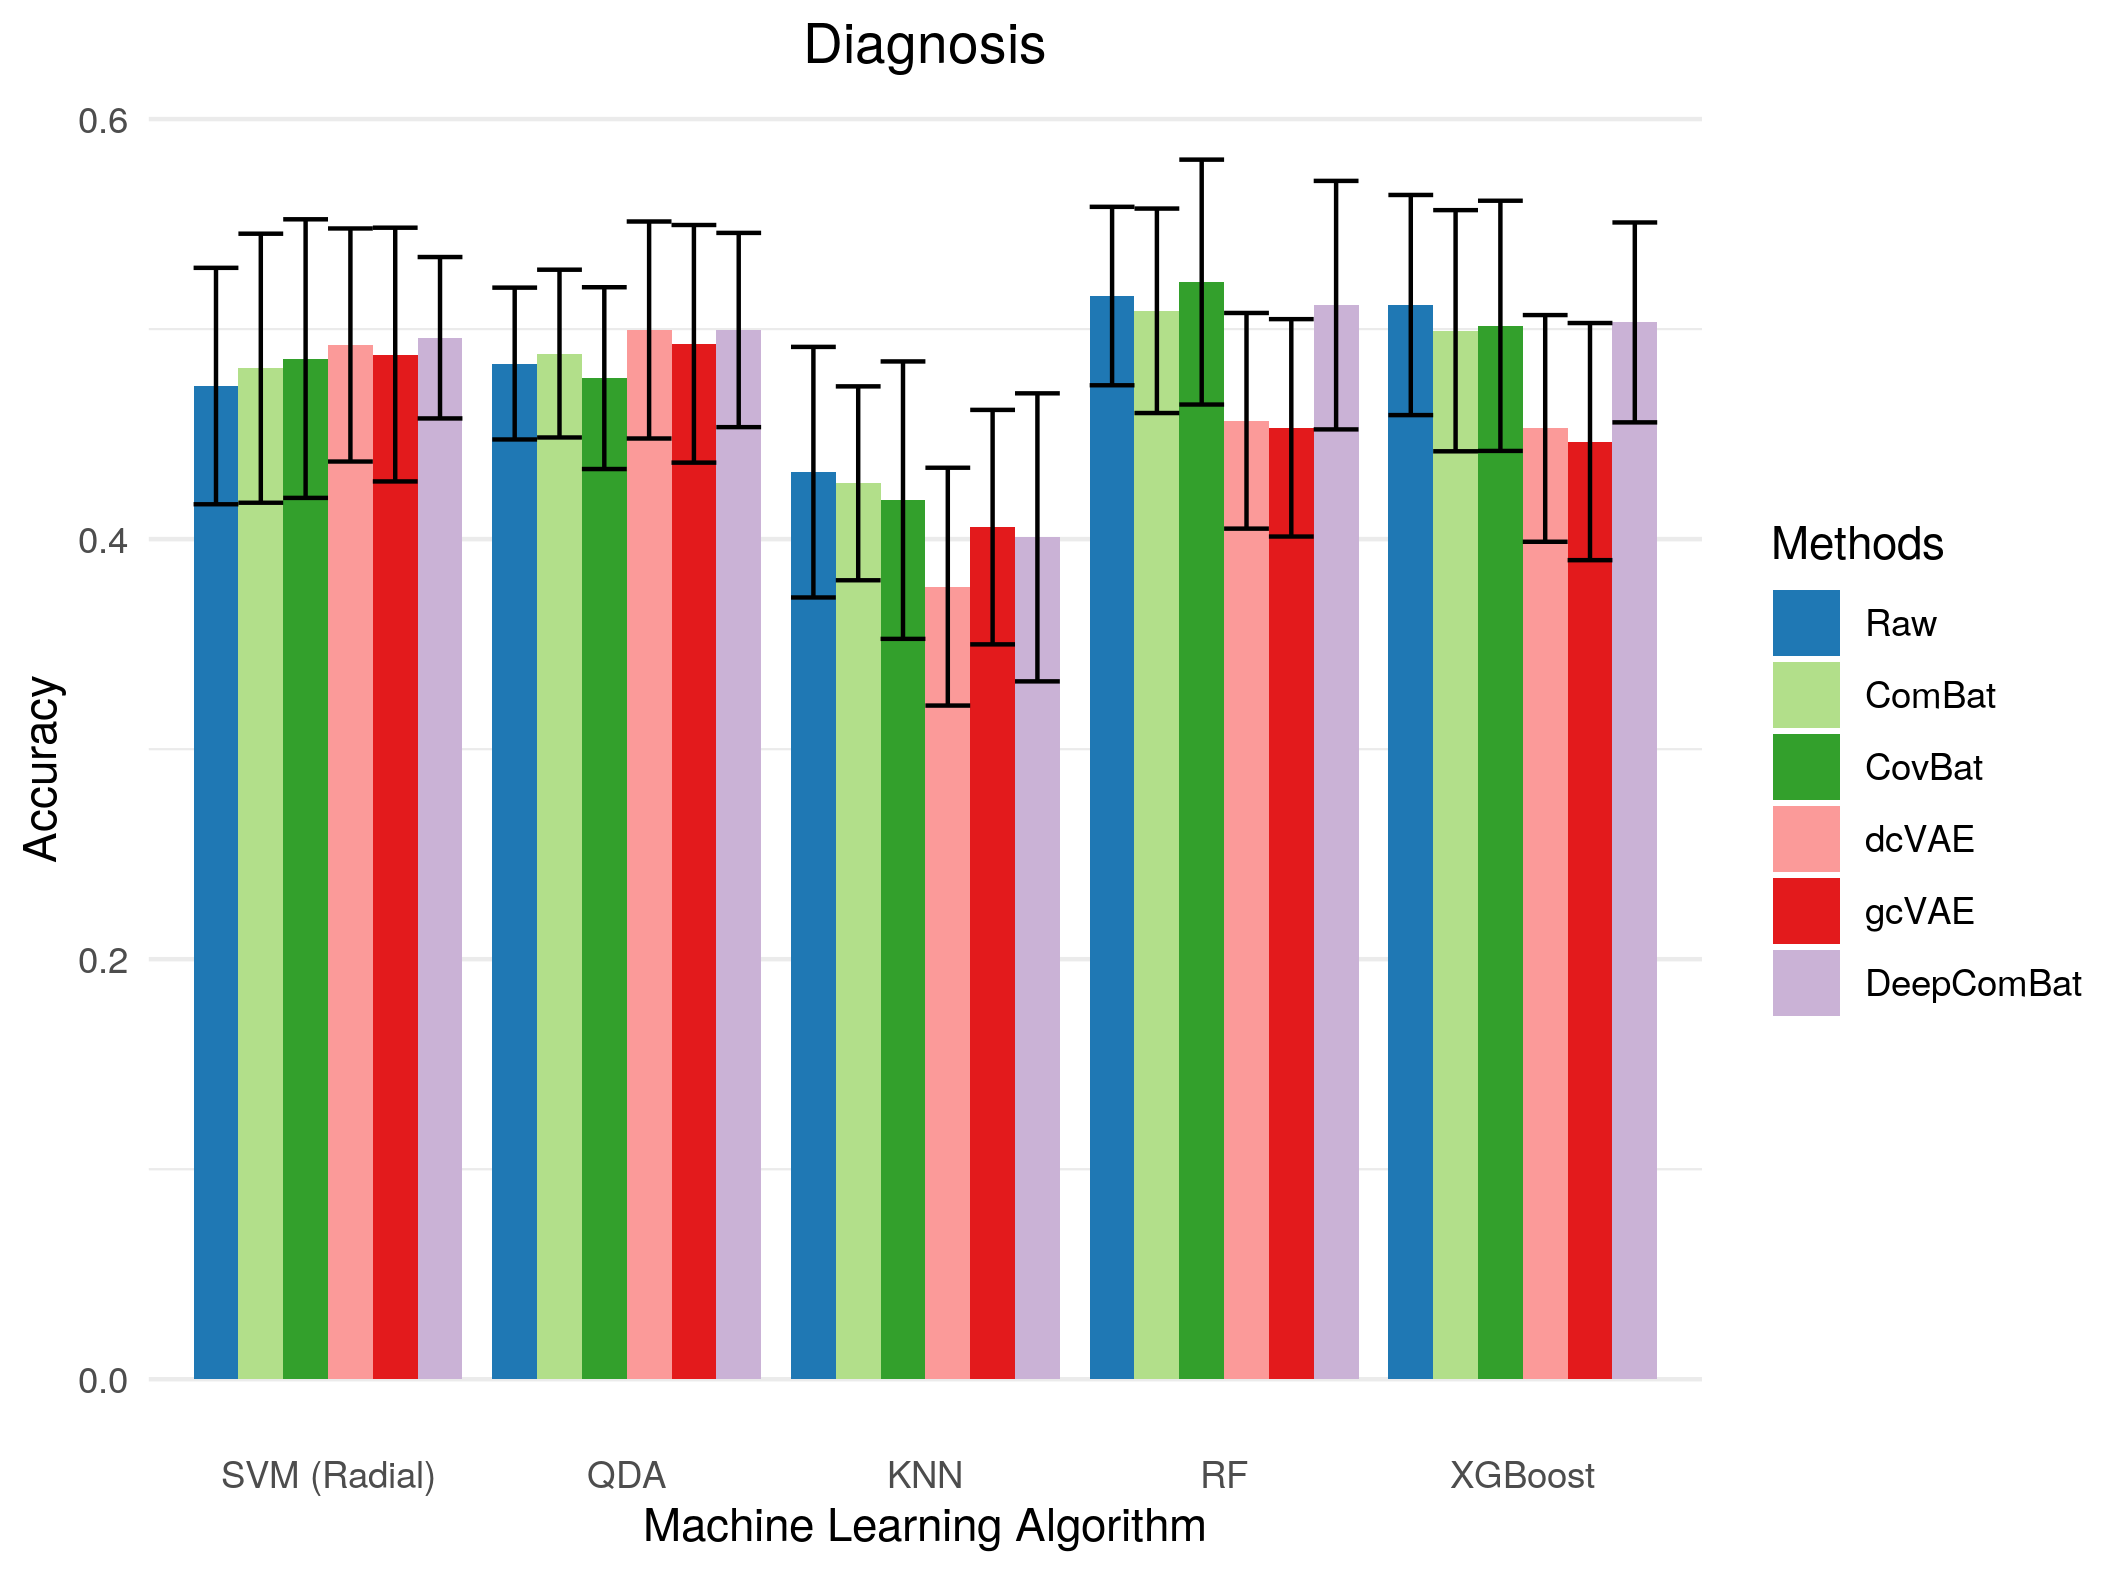 Diagnosis
0.6
0.4
0.2
0.0
Accuracy
SVM (Radial)
QDA
KNN
RF
XGBoost
Machine Learning Algorithm
Methods
Raw
ComBat
CovBat
dcVAE
gcVAE
DeepComBat